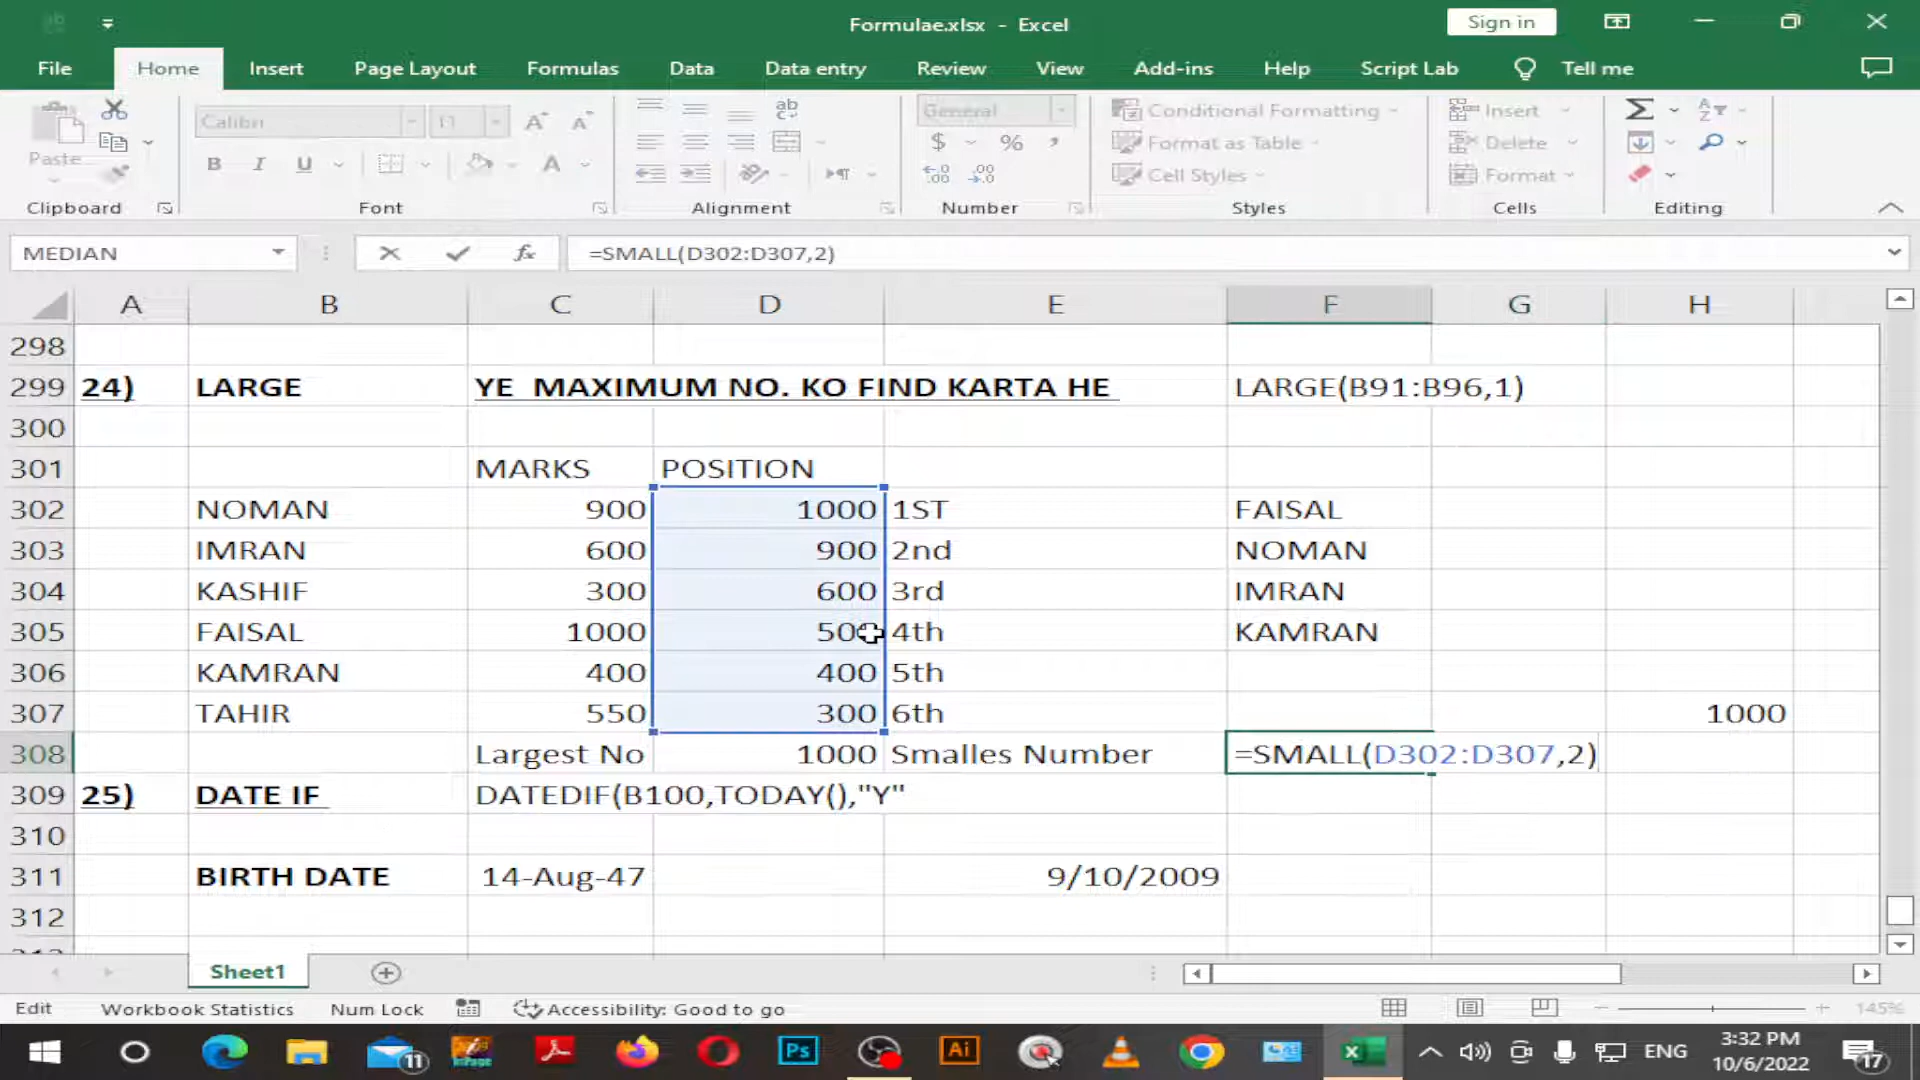 Formulae.xlsx - Excel
Sign in
File Home Insert Page Layout Formulas Data Data entry Review View Add-ins Help Script Lab Tell me
Paste
Calibri 11
B I U A
ab
General
$ % ,
Conditional Formatting
Format as Table
Cell Styles
Insert
Delete
Format
Clipboard Font Alignment Number Styles Cells Editing
MEDIAN fx =SMALL(D302:D307,2)
A B C D E F G H
298
299 24) LARGE YE MAXIMUM NO. KO FIND KARTA HE LARGE(B91:B96,1)
300
301 MARKS POSITION
302 NOMAN 900 1000 1ST FAISAL
303 IMRAN 600 900 2nd NOMAN
304 KASHIF 300 600 3rd IMRAN
305 FAISAL 1000 4th KAMRAN
306 KAMRAN 400 400 5th
307 TAHIR 550 300 6th 1000
308 Largest No 1000 Smalles Number =SMALL(D302:D307,2)
309 25) DATE IF DATEDIF(B100,TODAY(),"Y"
310
311 BIRTH DATE 14-Aug-47 9/10/2009
312
Sheet1
Edit Workbook Statistics Num Lock Accessibility: Good to go 145%
11 Ps Ai ENG 3:32 PM
10/6/2022
17